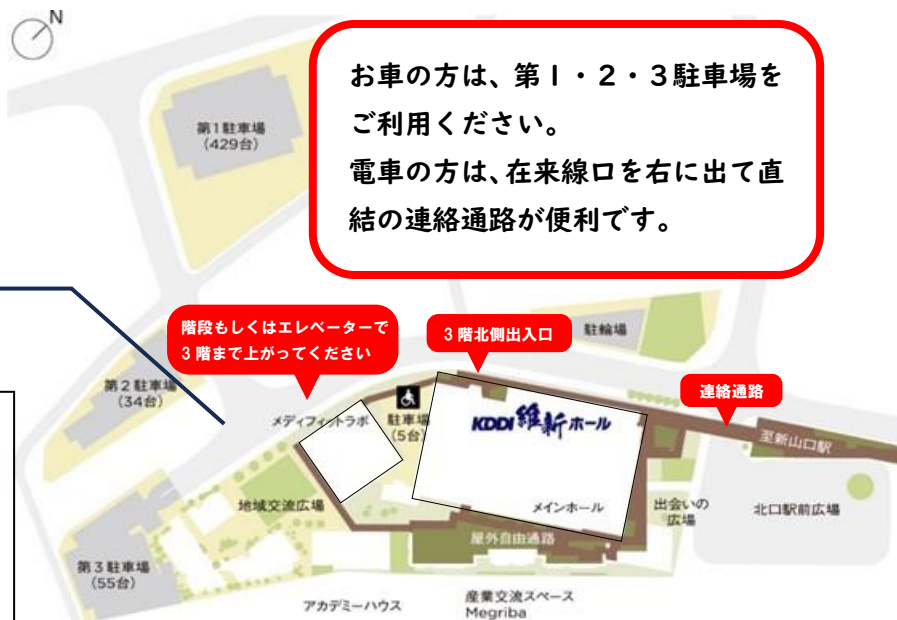 N
お車の方は、第1・2・3駐車場を
ご利用ください。
電車の方は、在来線口を右に出て直
結の連絡通路が便利です。
第1駐車場
(429台)
階段もしくはエレベーターで
3階まで上がってください
3階北側出入口
駐輪場
連絡通路
第2駐車場
(34台)
メディフィットラボ
駐車場
(5台)
KDDI維新ホール
至新山口駅
地域交流広場
メインホール
出会いの
広場
北口駅前広場
屋外自由通路
第3駐車場
(55台)
アカデミーハウス
産業交流スペース
Megriba